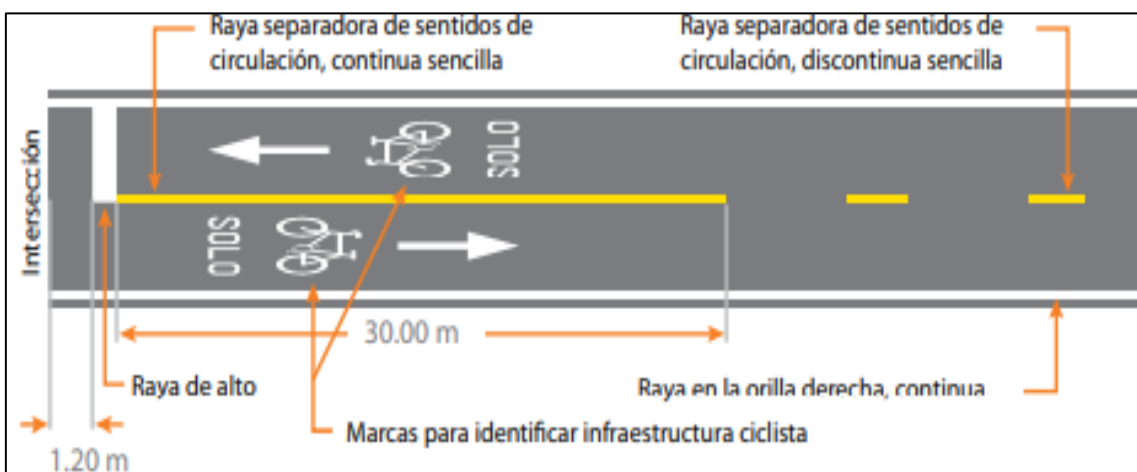 Raya separadora de sentidos de
circulación, continua sencilla
Raya separadora de sentidos de
circulación, discontinua sencilla
Intersección
SOLO
SOLO
30.00 m
Raya de alto
Raya en la orilla derecha, continua
Marcas para identificar infraestructura ciclista
1.20 m